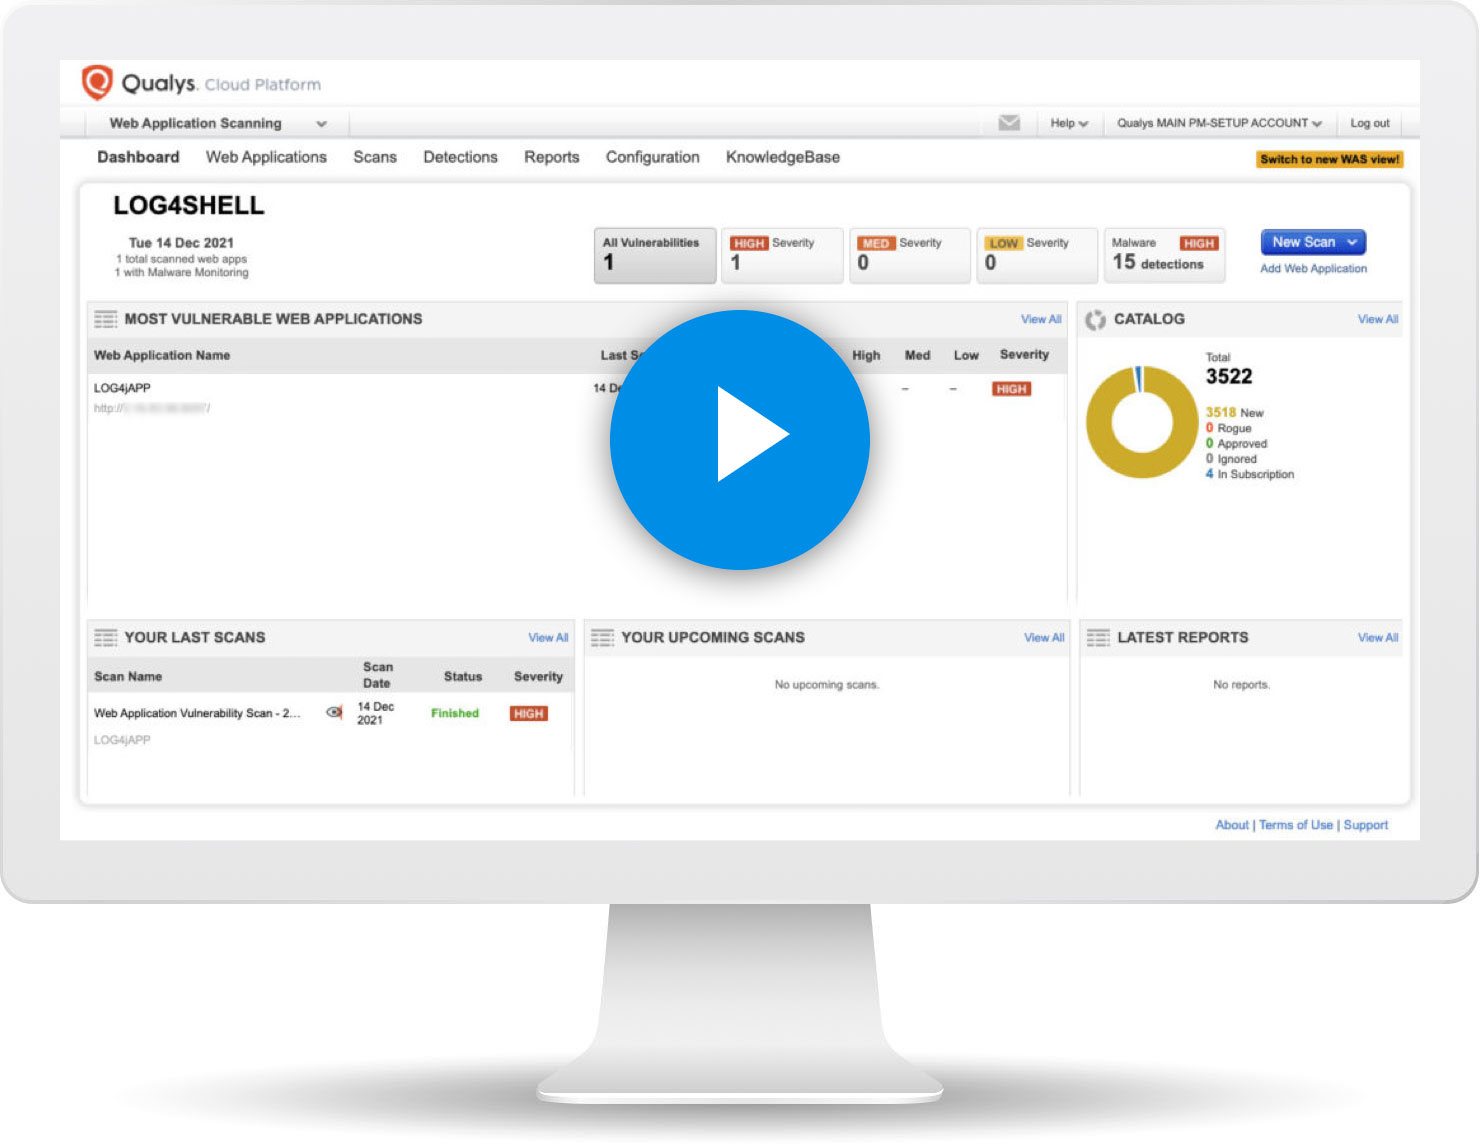 Qualys. Cloud Platform
Web Application Scanning
Help
Qualys MAIN PM-SETUP ACCOUNT
Log out
Dashboard Web Applications Scans Detections Reports Configuration KnowledgeBase
Switch to new WAS view!
LOG4SHELL
Tue 14 Dec 2021
1 total scanned web apps
1 with Malware Monitoring
All Vulnerabilities
1
HIGH Severity
1
MED Severity
0
LOW Severity
0
Malware HIGH
15 detections
New Scan
Add Web Application
MOST VULNERABLE WEB APPLICATIONS View All
Web Application Name Last High Med Low Severity
LOG4jAPP 14 – – HIGH
http://
CATALOG View All
Total
3522
3518 New
0 Rogue
0 Approved
0 Ignored
4 In Subscription
YOUR LAST SCANS View All
Scan Name Scan Date Status Severity
Web Application Vulnerability Scan - 2... 14 Dec 2021 Finished HIGH
LOG4jAPP
YOUR UPCOMING SCANS View All
No upcoming scans.
LATEST REPORTS View All
No reports.
About | Terms of Use | Support